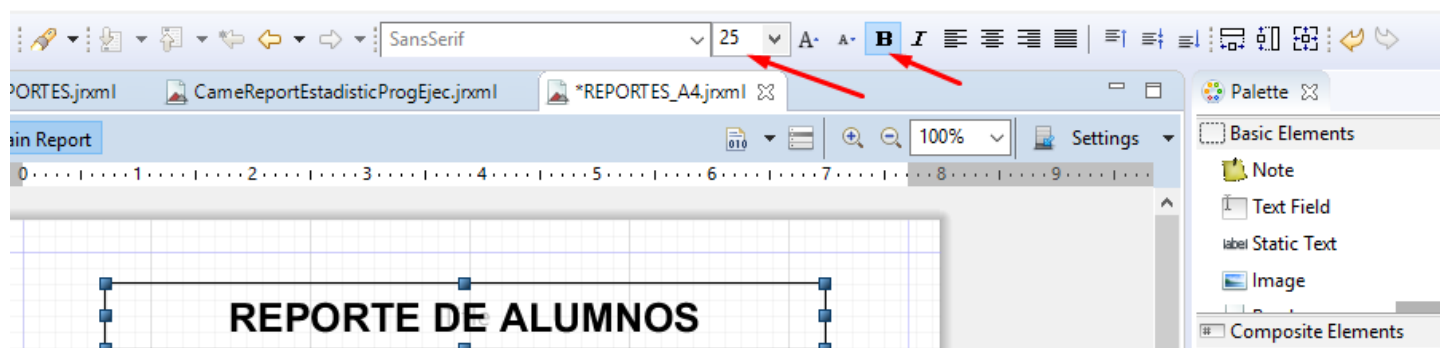 SansSerif 25 A A B I
PORTES.jrxml CameReportEstadisticProgEjec.jrxml *REPORTES_A4.jrxml Palette
ain Report 010 100% Settings Basic Elements
0 1 2 3 4 5 6 7 8 9
Note
Text Field
label Static Text
Image
REPORTE DE ALUMNOS
Composite Elements